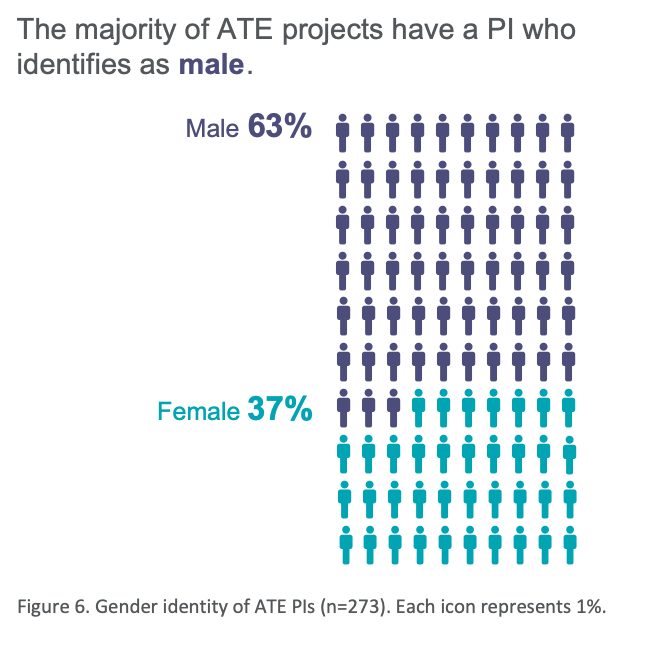 The majority of ATE projects have a PI who
identifies as male.
Male 63%
Female 37%
Figure 6. Gender identity of ATE PIs (n=273). Each icon represents 1%.